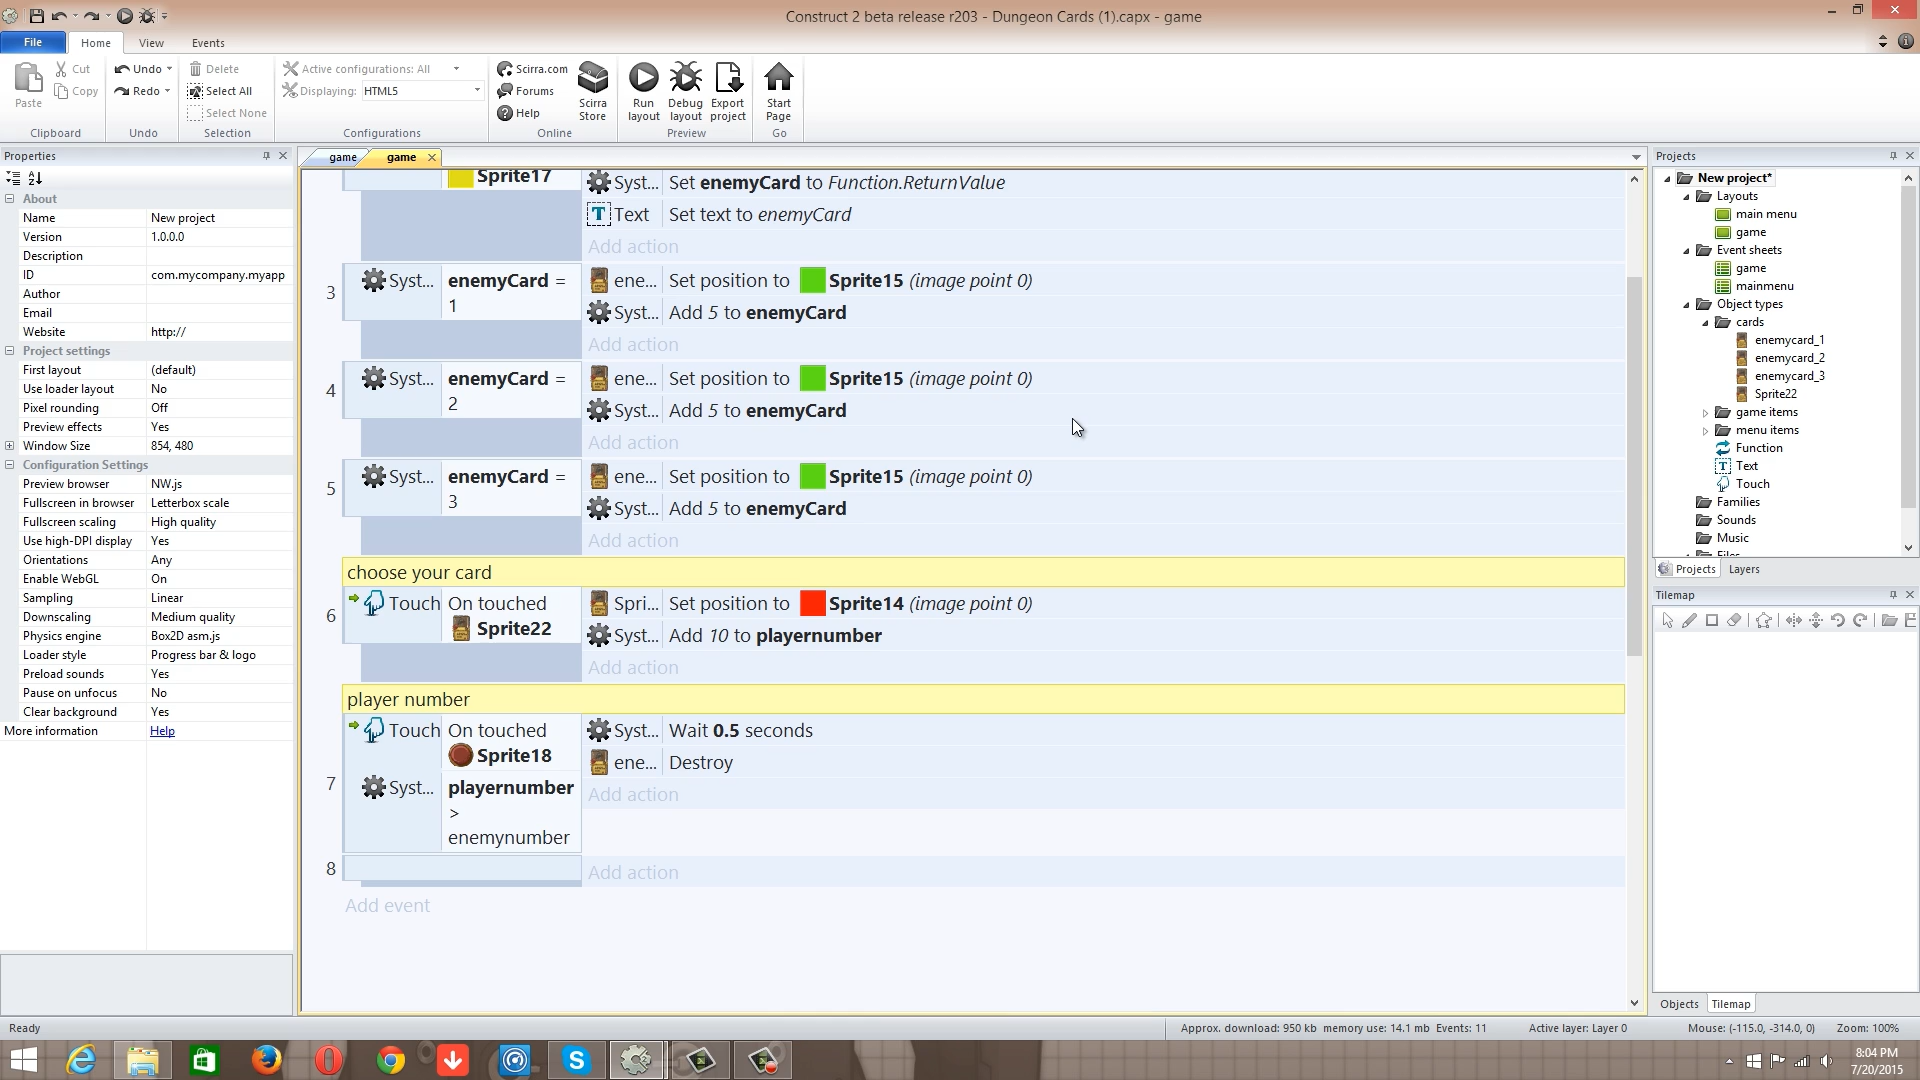 Construct 2 beta release r203 - Dungeon Cards (1).capx - game
File Home View Events
Paste Cut Copy Clipboard
Undo Redo Undo
Delete Select All Select None Selection
Active configurations: All
Displaying: HTML5
Configurations
Scirra.com Forums Help Scirra Store Online
Run layout Debug layout Export project Preview
Start Page Go
Properties
About
Name New project
Version 1.0.0.0
Description
ID com.mycompany.myapp
Author
Email
Website http://
Project settings
First layout (default)
Use loader layout No
Pixel rounding Off
Preview effects Yes
Window Size 854, 480
Configuration Settings
Preview browser NW.js
Fullscreen in browser Letterbox scale
Fullscreen scaling High quality
Use high-DPI display Yes
Orientations Any
Enable WebGL On
Sampling Linear
Downscaling Medium quality
Physics engine Box2D asm.js
Loader style Progress bar & logo
Preload sounds Yes
Pause on unfocus No
Clear background Yes
More information Help
game game
Sprite17 Syst... Set enemyCard to Function.ReturnValue
Text Set text to enemyCard
Add action
3 Syst... enemyCard = 1 ene... Set position to Sprite15 (image point 0)
Syst... Add 5 to enemyCard
Add action
4 Syst... enemyCard = 2 ene... Set position to Sprite15 (image point 0)
Syst... Add 5 to enemyCard
Add action
5 Syst... enemyCard = 3 ene... Set position to Sprite15 (image point 0)
Syst... Add 5 to enemyCard
Add action
choose your card
6 Touch On touched Sprite22 Spri... Set position to Sprite14 (image point 0)
Syst... Add 10 to playernumber
Add action
player number
7 Touch On touched Sprite18 Syst... Wait 0.5 seconds
ene... Destroy
Syst... playernumber > enemynumber Add action
8 Add action
Add event
Projects
New project*
Layouts
main menu
game
Event sheets
game
mainmenu
Object types
cards
enemycard_1
enemycard_2
enemycard_3
Sprite22
game items
menu items
Function
Text
Touch
Families
Sounds
Music
Files
Projects Layers
Tilemap
Objects Tilemap
Ready Approx. download: 950 kb memory use: 14.1 mb Events: 11 Active layer: Layer 0 Mouse: (-115.0, -314.0, 0) Zoom: 100%
8:04 PM
7/20/2015